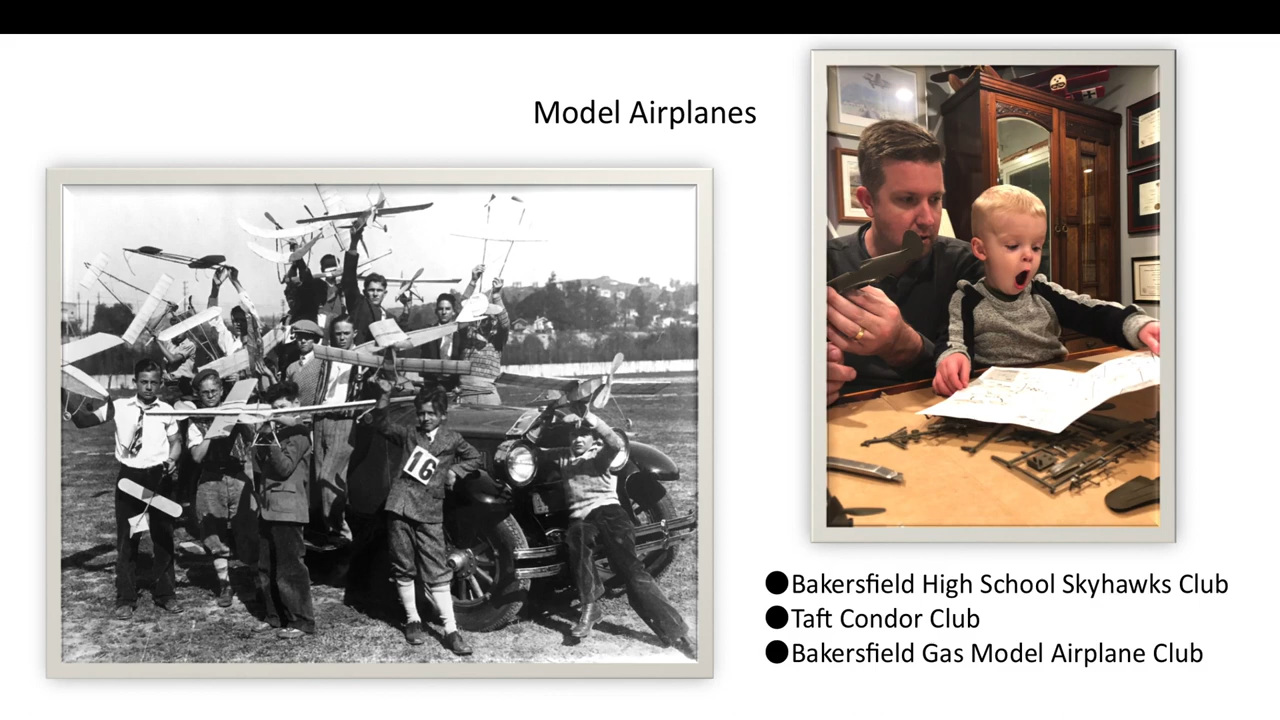 Model Airplanes
16
●Bakersfield High School Skyhawks Club
●Taft Condor Club
●Bakersfield Gas Model Airplane Club